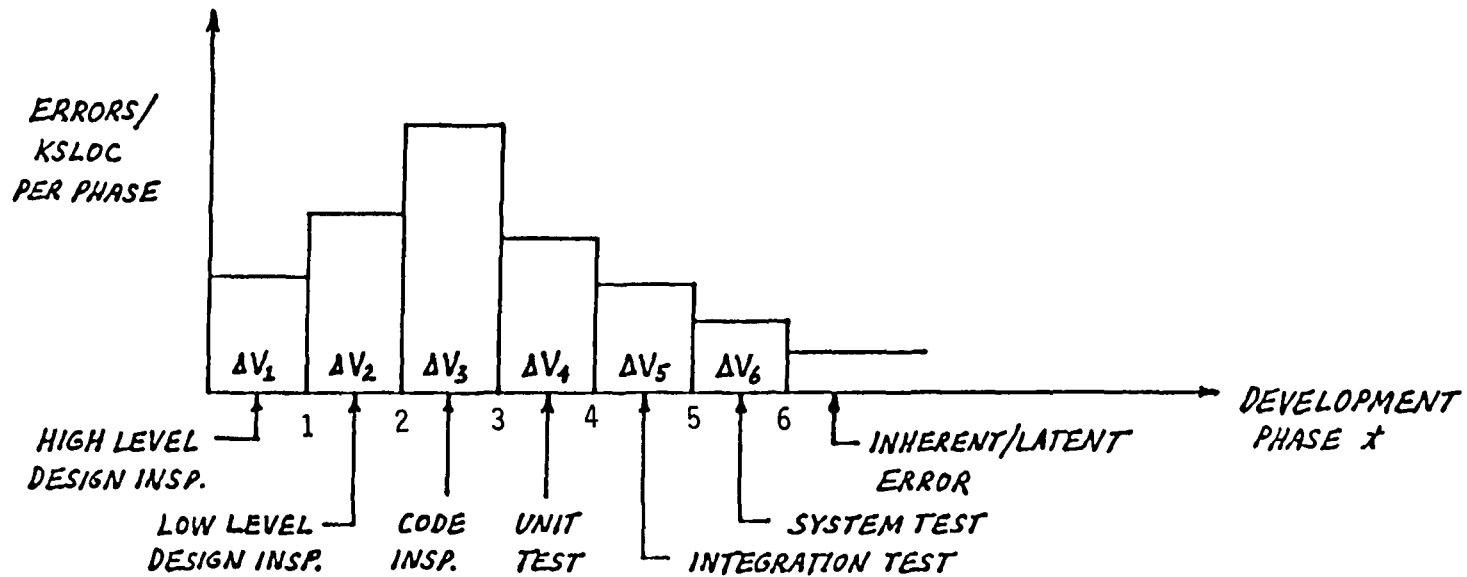 ERRORS/
KSLOC
PER PHASE
ΔV1 ΔV2 ΔV3 ΔV4 ΔV5 ΔV6
1 2 3 4 5 6
DEVELOPMENT
PHASE t
HIGH LEVEL
DESIGN INSP.
INHERENT/LATENT
ERROR
LOW LEVEL
DESIGN INSP.
CODE
INSP.
UNIT
TEST
SYSTEM TEST
INTEGRATION TEST